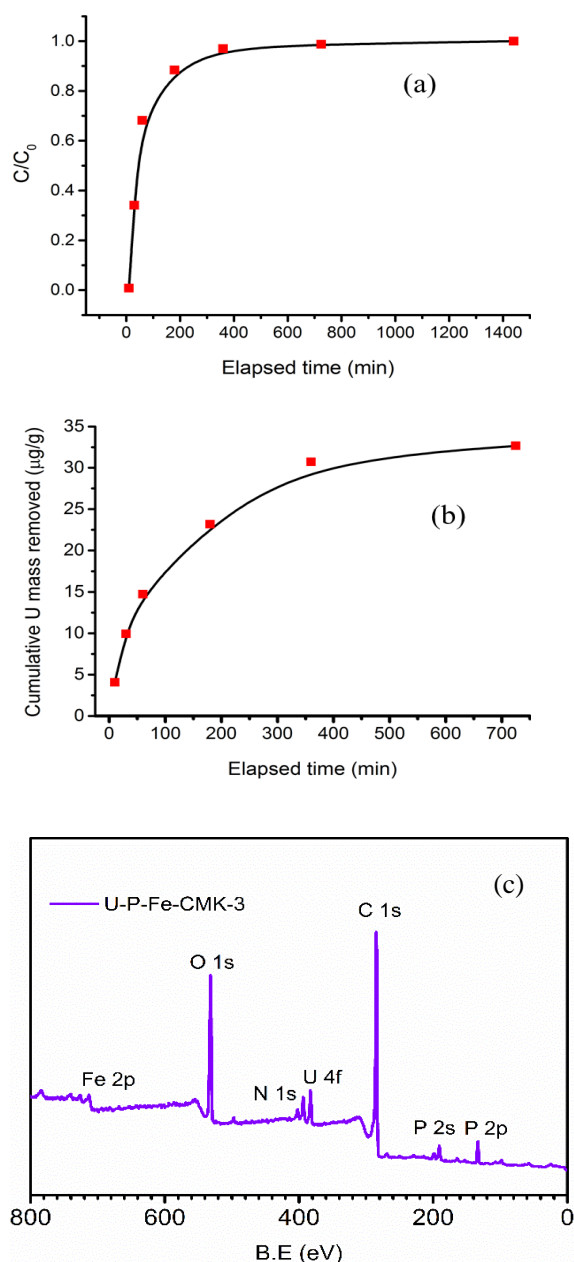 1.0
0.8
0.6
0.4
0.2
0.0
C/C₀
(a)
0 200 400 600 800 1000 1200 1400
Elapsed time (min)
35
30
25
20
15
10
5
0
Cumulative U mass removed (µg/g)
(b)
0 100 200 300 400 500 600 700
Elapsed time (min)
(c)
U-P-Fe-CMK-3
C 1s
O 1s
Fe 2p
N 1s U 4f
P 2s P 2p
800 600 400 200 0
B.E (eV)